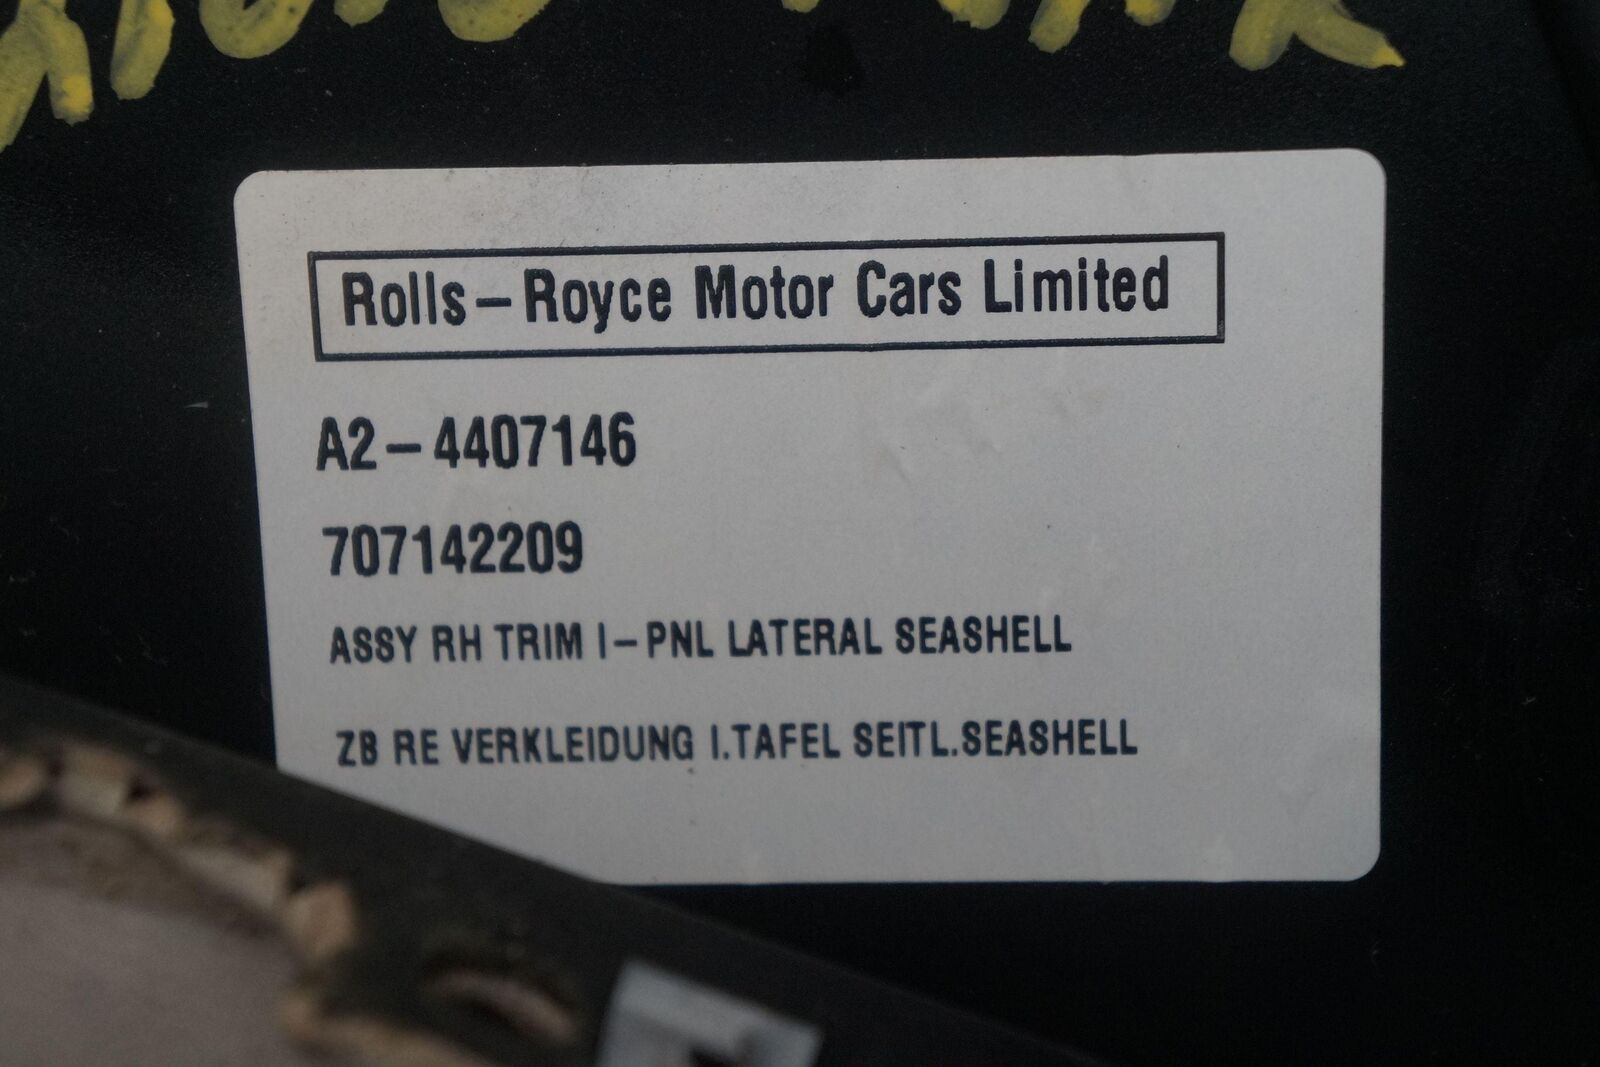 Rolls-Royce Motor Cars Limited
A2-4407146
707142209
ASSY RH TRIM I-PNL LATERAL SEASHELL
ZB RE VERKLEIDUNG I.TAFEL SEITL.SEASHELL